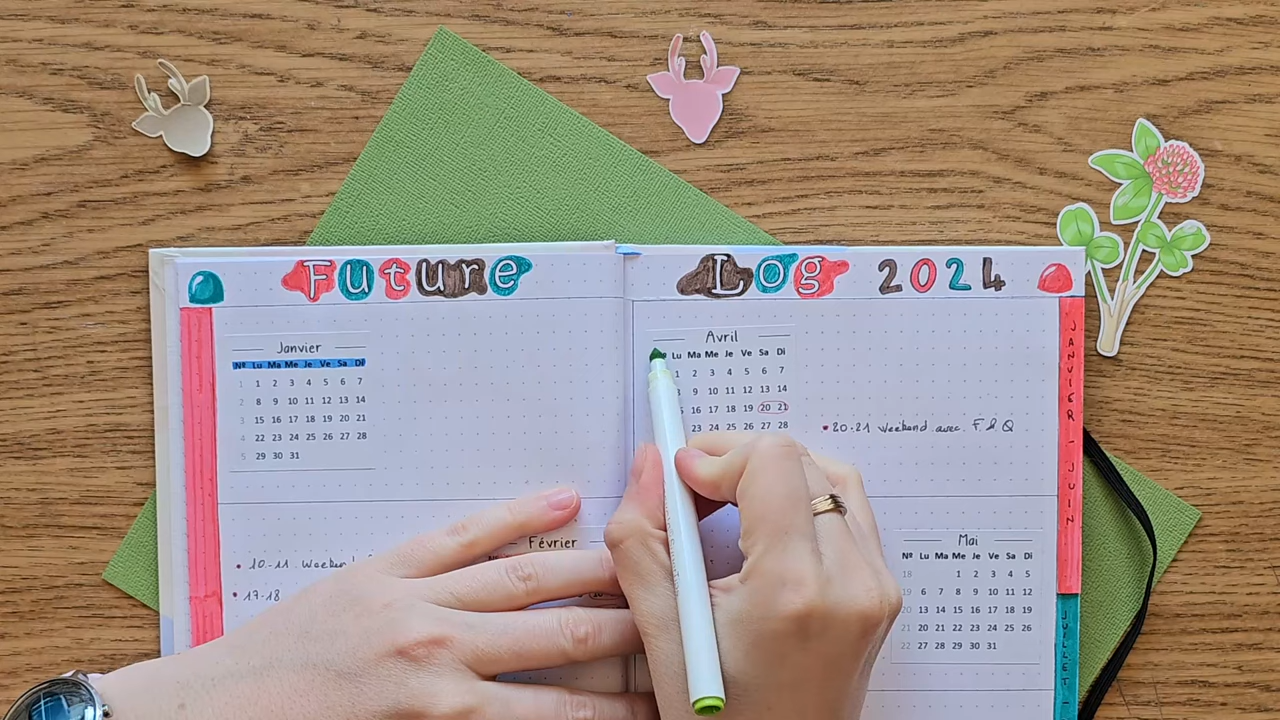 Future Log 2024
Janvier
Nº Lu Ma Me Je Ve Sa Di
1 1 2 3 4 5 6 7
2 8 9 10 11 12 13 14
3 15 16 17 18 19 20 21
4 22 23 24 25 26 27 28
5 29 30 31
Février
10-11 Weeken
17-18
Avril
Nº Lu Ma Me Je Ve Sa Di
1 2 3 4 5 6 7
9 10 11 12 13 14
16 17 18 19 20 21
23 24 25 26 27 28
20-21 Weekend avec F & Q
Mai
Nº Lu Ma Me Je Ve Sa Di
18 1 2 3 4 5
6 7 8 9 10 11 12
20 13 14 15 16 17 18 19
21 20 21 22 23 24 25 26
22 27 28 29 30 31
JANVIER / JUIN
JUILLET